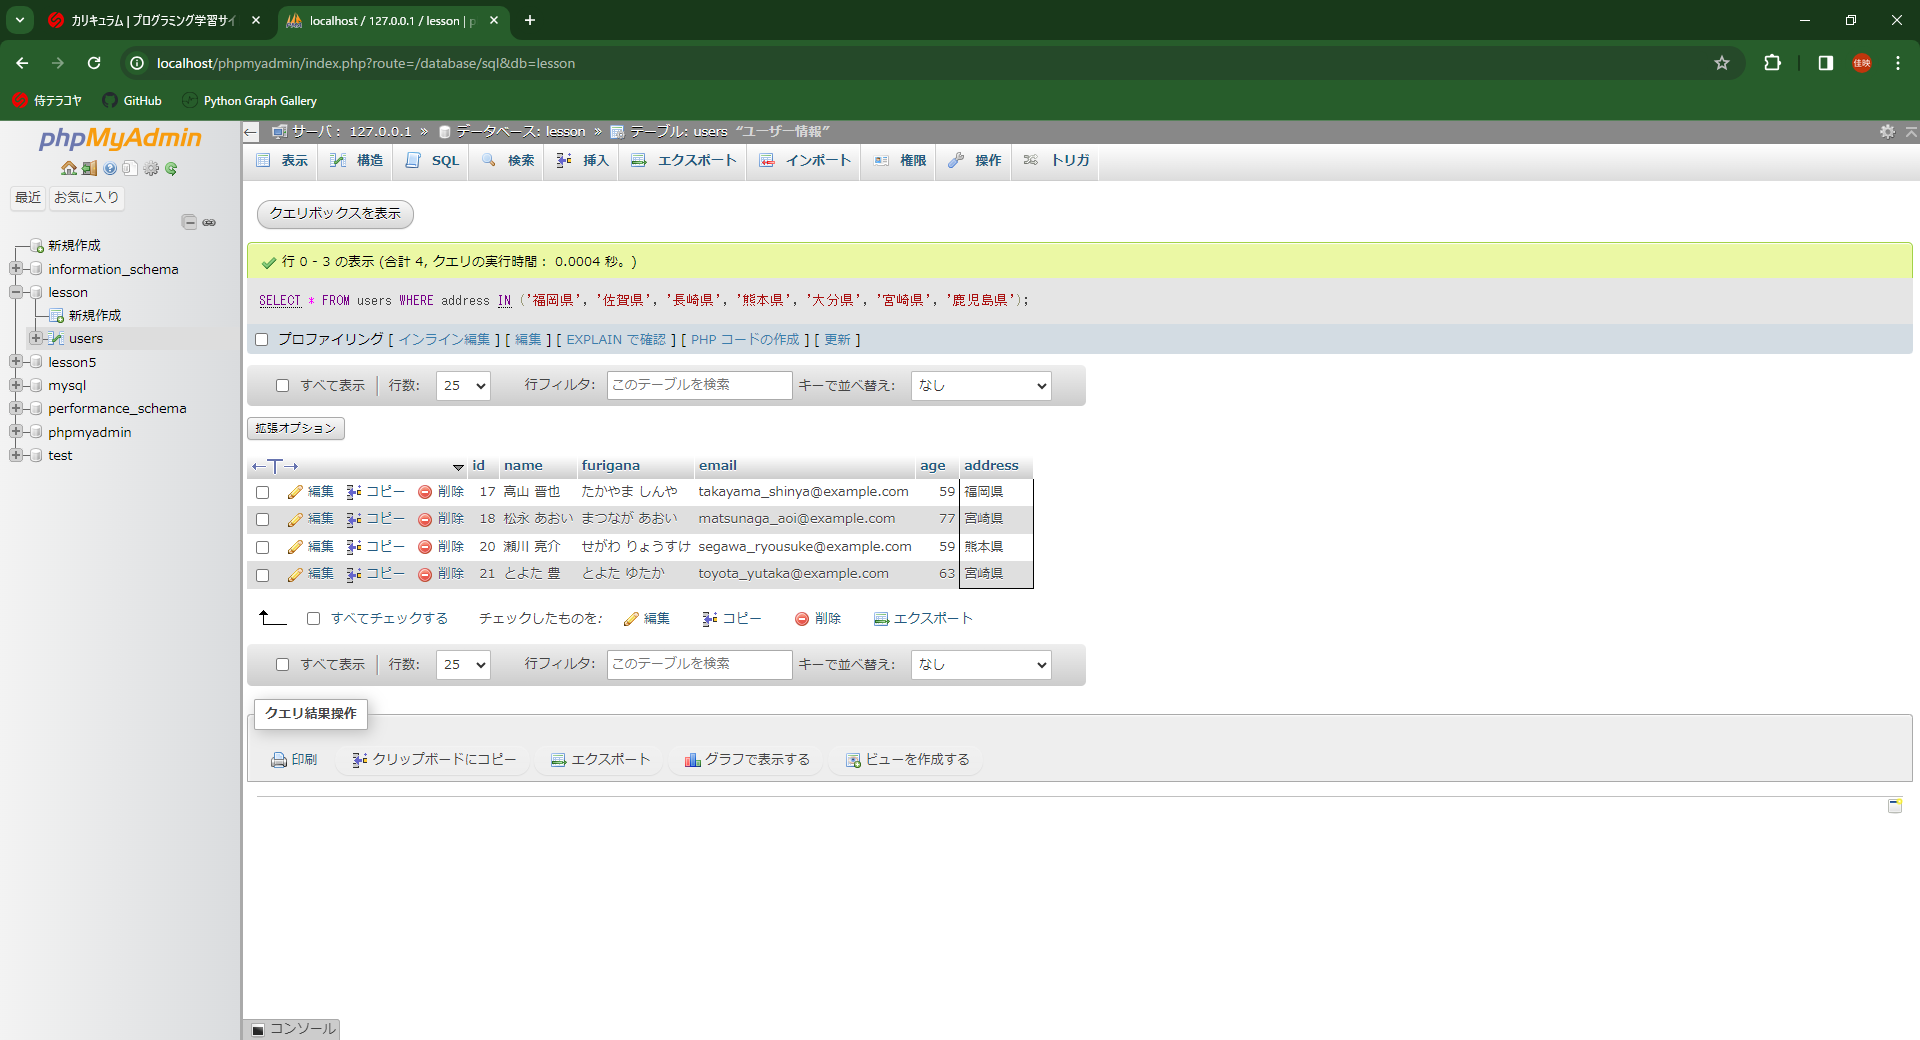 カリキュラム | プログラミング学習サイ
localhost / 127.0.0.1 / lesson | p
localhost/phpmyadmin/index.php?route=/database/sql&db=lesson
佳映
侍テラコヤ GitHub Python Graph Gallery
phpMyAdmin
最近 お気に入り
新規作成
information_schema
lesson
新規作成
users
lesson5
mysql
performance_schema
phpmyadmin
test
サーバ: 127.0.0.1 » データベース: lesson » テーブル: users “ユーザー情報”
表示 構造 SQL 検索 挿入 エクスポート インポート 権限 操作 トリガ
クエリボックスを表示
行 0 - 3 の表示 (合計 4, クエリの実行時間: 0.0004 秒。)
SELECT * FROM users WHERE address IN ('福岡県', '佐賀県', '長崎県', '熊本県', '大分県', '宮崎県', '鹿児島県');
プロファイリング [ インライン編集 ] [ 編集 ] [ EXPLAIN で確認 ] [ PHP コードの作成 ] [ 更新 ]
すべて表示 行数: 25 行フィルタ: このテーブルを検索 キーで並べ替え: なし
拡張オプション
←T→ id name furigana email age address
編集 コピー 削除 17 高山 晋也 たかやま しんや takayama_shinya@example.com 59 福岡県
編集 コピー 削除 18 松永 あおい まつなが あおい matsunaga_aoi@example.com 77 宮崎県
編集 コピー 削除 20 瀬川 亮介 せがわ りょうすけ segawa_ryousuke@example.com 59 熊本県
編集 コピー 削除 21 とよた 豊 とよた ゆたか toyota_yutaka@example.com 63 宮崎県
すべてチェックする チェックしたものを: 編集 コピー 削除 エクスポート
すべて表示 行数: 25 行フィルタ: このテーブルを検索 キーで並べ替え: なし
クエリ結果操作
印刷 クリップボードにコピー エクスポート グラフで表示する ビューを作成する
コンソール